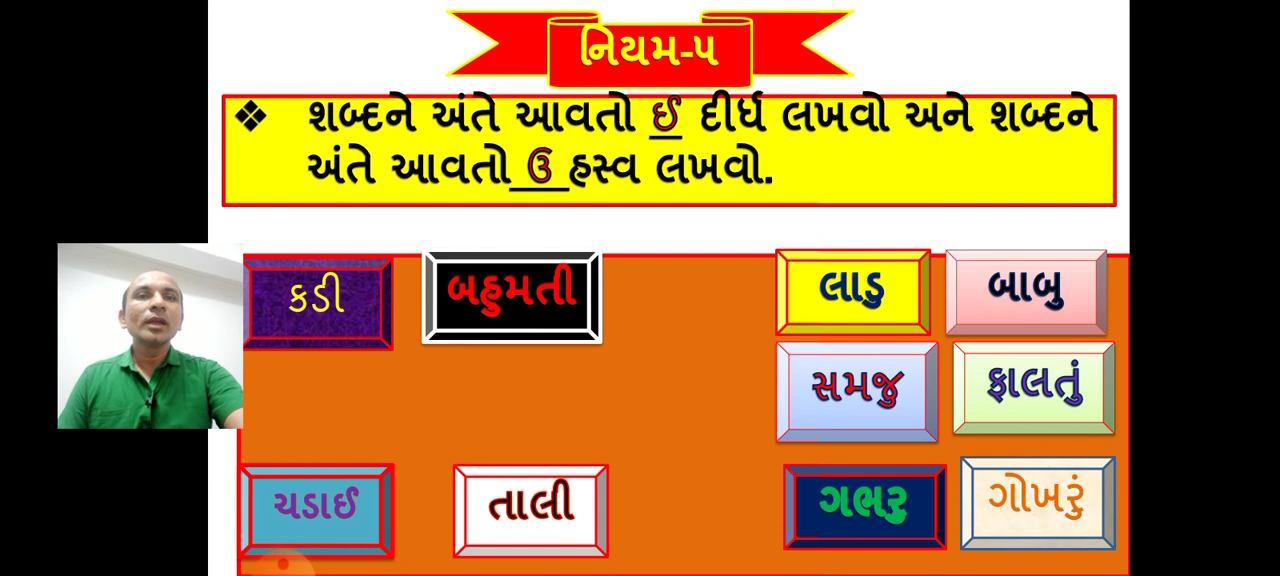 નિયમ-૫
❖ શબ્દને અંતે આવતો ઈ દીર્ધ લખવો અને શબ્દને
અંતે આવતો ઉ હસ્વ લખવો.
કડી બહુમતી લાડુ બાબુ
સમજુ ફાલતું
ચડાઈ તાલી ગભરુ ગોખરું